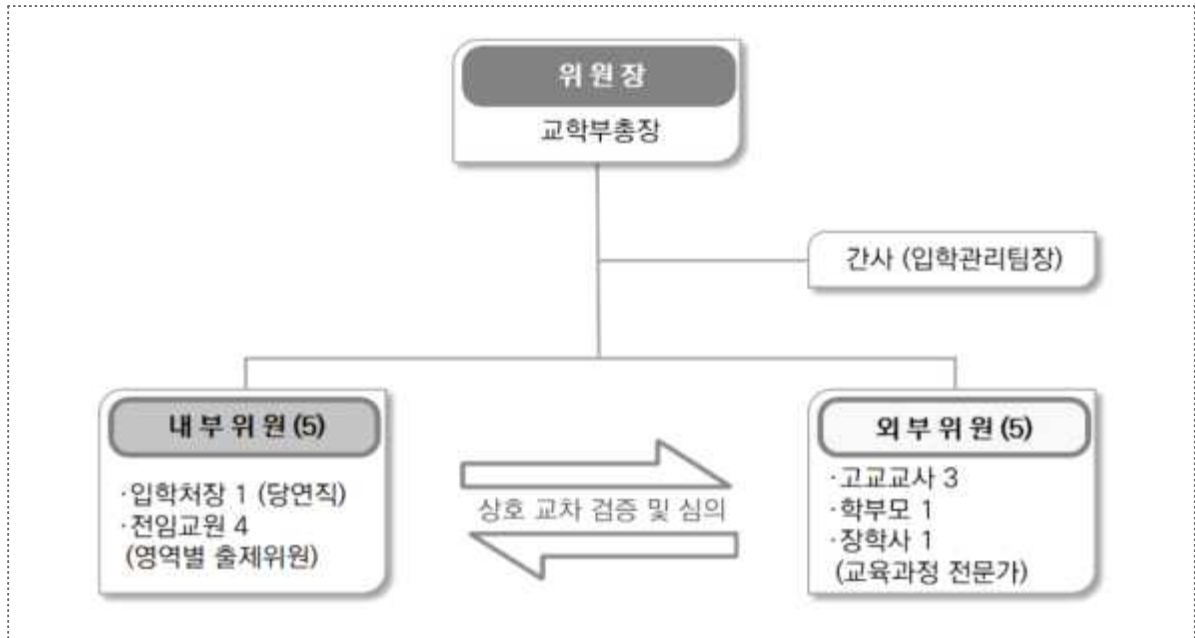 위 원 장
교학부총장
간사 (입학관리팀장)
내 부 위 원 (5)
·입학처장 1 (당연직)
·전임교원 4
(영역별 출제위원)
상호 교차 검증 및 심의
외 부 위 원 (5)
·고교교사 3
·학부모 1
·장학사 1
(교육과정 전문가)